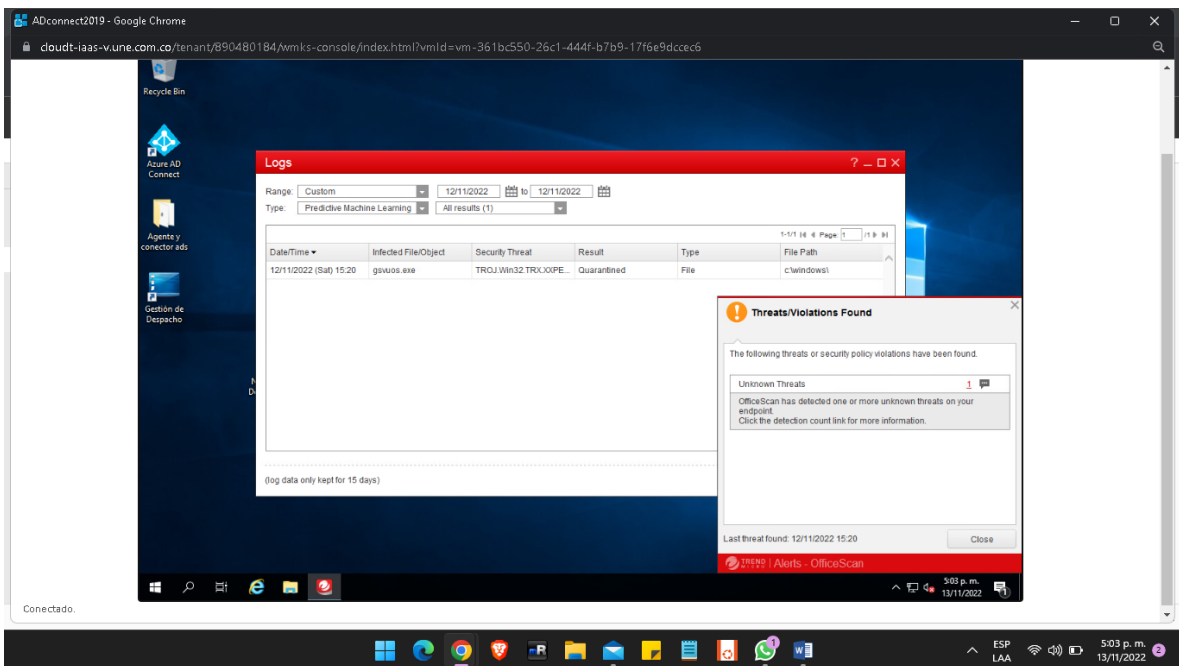 ADconnect2019 - Google Chrome
cloudt-iaas-v.une.com.co/tenant/890480184/wmks-console/index.html?vmId=vm-361bc550-26c1-444f-b7b9-17f6e9dccec6
Recycle Bin
Azure AD
Connect
Agente y
conector ads
Gestión de
Despacho
N
D
Logs
Range: Custom 12/11/2022 to 12/11/2022
Type: Predictive Machine Learning All results (1)
1-1/1 Page: 1 /1
Date/Time Infected File/Object Security Threat Result Type File Path
12/11/2022 (Sat) 15:20 gsvuos.exe TROJ.Win32.TRX.XXPE... Quarantined File c:\windows\
(log data only kept for 15 days)
Threats/Violations Found
The following threats or security policy violations have been found.
Unknown Threats 1
OfficeScan has detected one or more unknown threats on your
endpoint.
Click the detection count link for more information.
Last threat found: 12/11/2022 15:20 Close
TREND MICRO | Alerts - OfficeScan
5:03 p. m.
13/11/2022
1
Conectado.
R
1
W
ESP
LAA
5:03 p. m.
13/11/2022
2